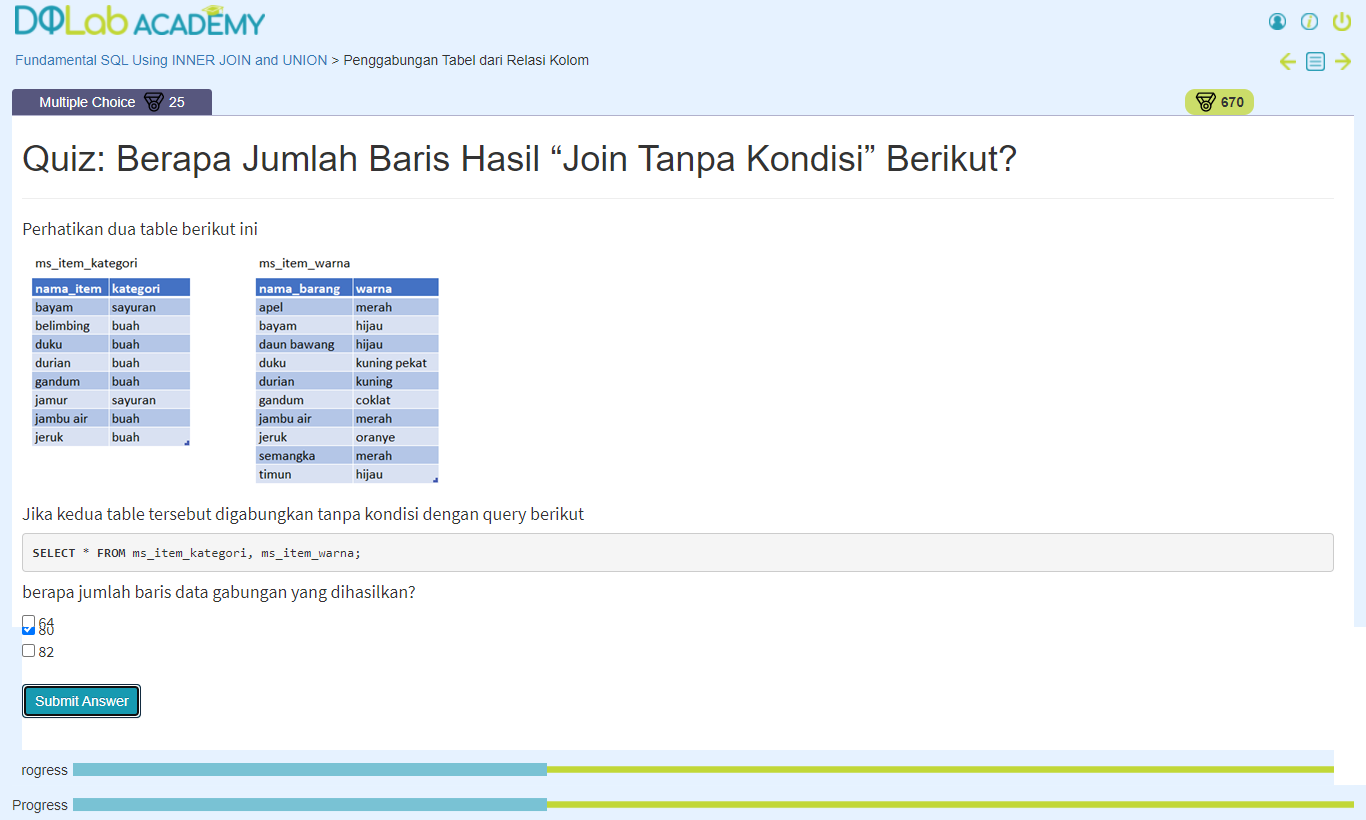 DQLab ACADEMY
Fundamental SQL Using INNER JOIN and UNION > Penggabungan Tabel dari Relasi Kolom
Multiple Choice 25
670
Quiz: Berapa Jumlah Baris Hasil “Join Tanpa Kondisi” Berikut?
Perhatikan dua table berikut ini
ms_item_kategori
nama_item kategori
bayam sayuran
belimbing buah
duku buah
durian buah
gandum buah
jamur sayuran
jambu air buah
jeruk buah
ms_item_warna
nama_barang warna
apel merah
bayam hijau
daun bawang hijau
duku kuning pekat
durian kuning
gandum coklat
jambu air merah
jeruk oranye
semangka merah
timun hijau
Jika kedua table tersebut digabungkan tanpa kondisi dengan query berikut
SELECT * FROM ms_item_kategori, ms_item_warna;
berapa jumlah baris data gabungan yang dihasilkan?
64
80
82
Submit Answer
rogress
Progress